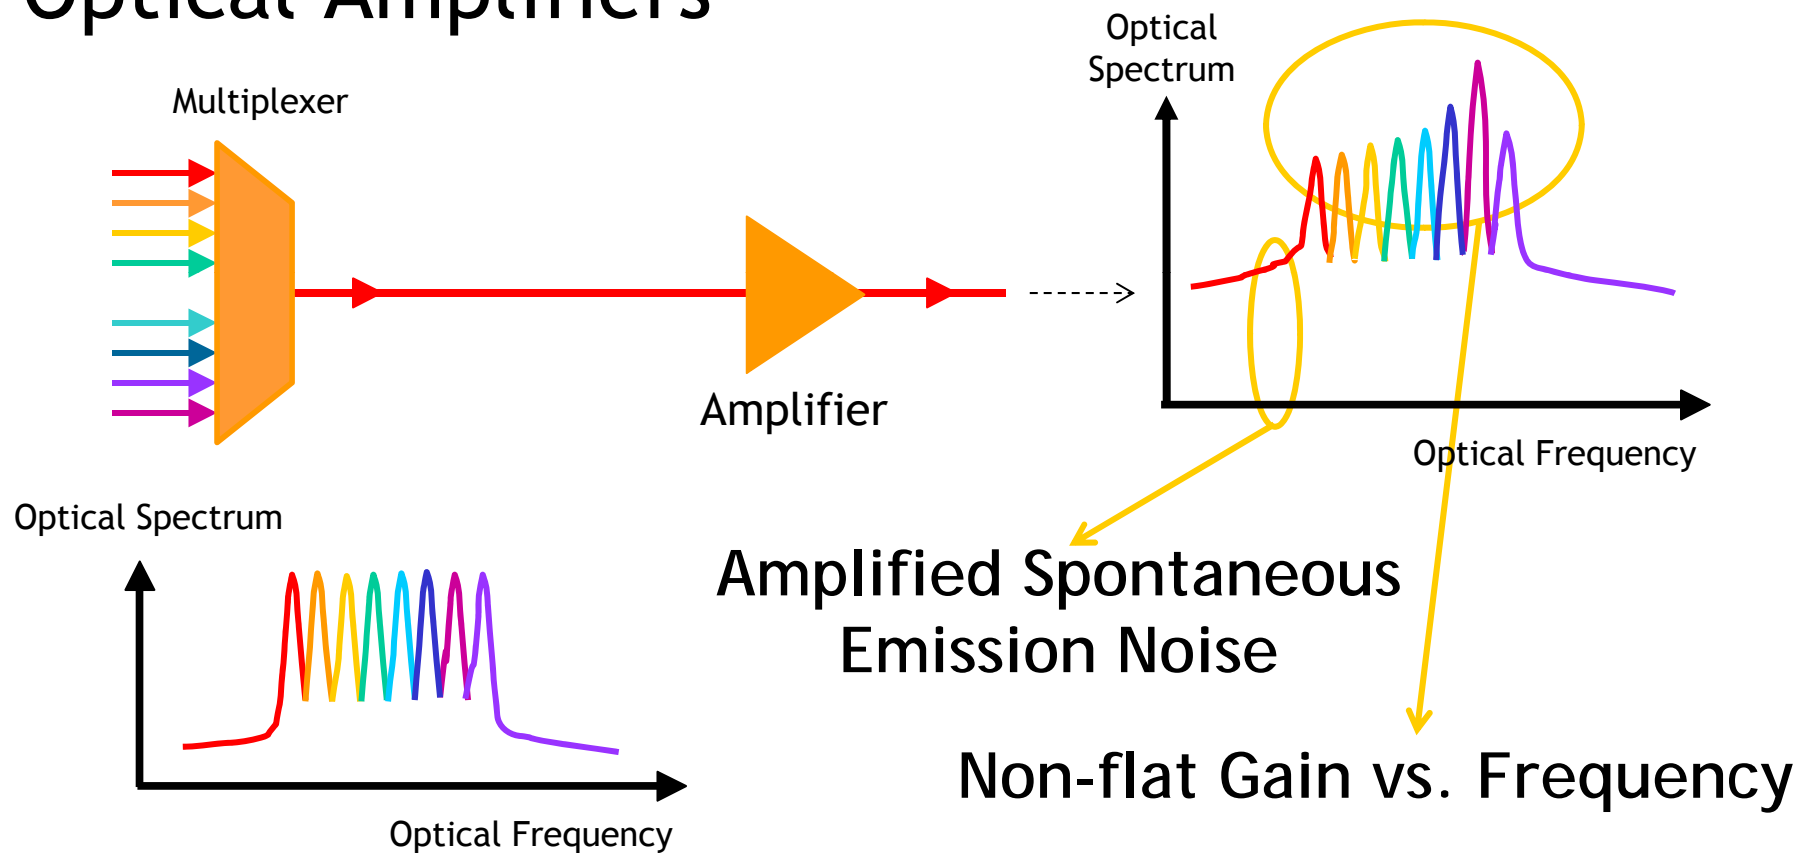 Optical Amplifiers
Multiplexer
Amplifier
Optical
Spectrum
Optical Frequency
Optical Spectrum
Optical Frequency
Amplified Spontaneous
Emission Noise
Non-flat Gain vs. Frequency